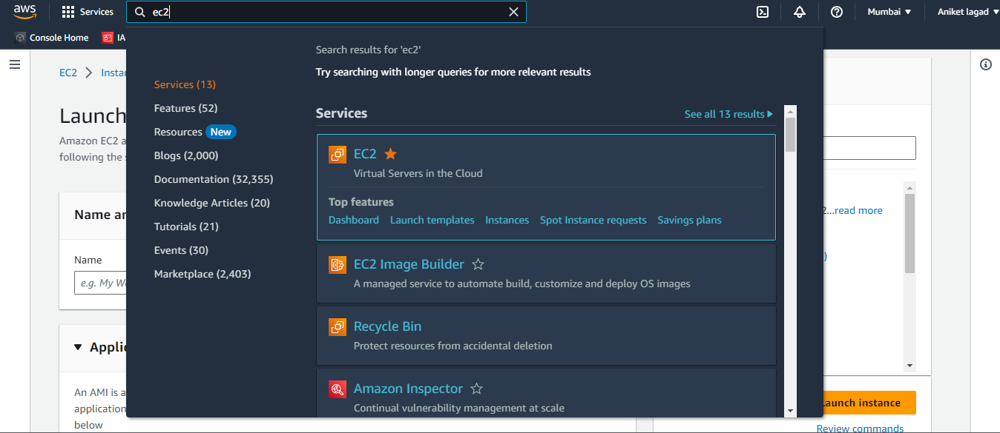 aws
Services
ec2
Mumbai
Aniket lagad
Console Home
IA
EC2
Launch
Amazon EC2
following the
Name
Name
e.g. My
An AMI is
application
below
Search results for 'ec2'
Try searching with longer queries for more relevant results
Services (13)
Features (52)
Resources New
Blogs (2,000)
Documentation (32,355)
Knowledge Articles (20)
Tutorials (21)
Events (30)
Marketplace (2,403)
Services
See all 13 results
EC2
Virtual Servers in the Cloud
Top features
Dashboard Launch templates Instances Spot Instance requests Savings plans
EC2 Image Builder
A managed service to automate build, customize and deploy OS images
Recycle Bin
Protect resources from accidental deletion
Amazon Inspector
Continual vulnerability management at scale
2...read more
Launch instance
Review commands